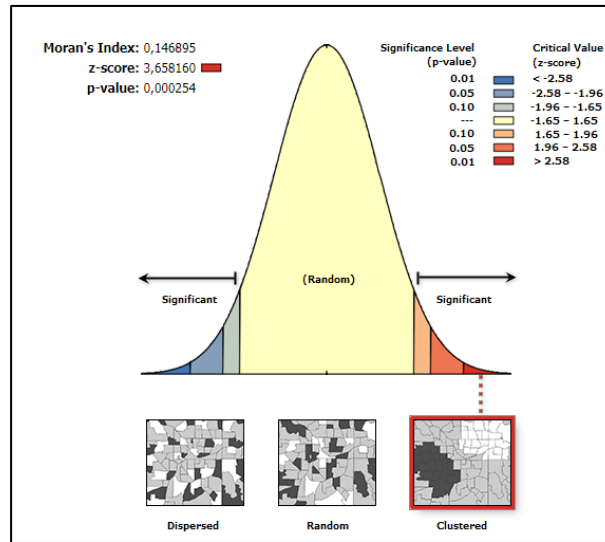 Moran's Index: 0,146895
z-score: 3,658160
p-value: 0,000254
Significance Level
(p-value)
Critical Value
(z-score)
0.01 < -2.58
0.05 -2.58 – -1.96
0.10 -1.96 – -1.65
--- -1.65 – 1.65
0.10 1.65 – 1.96
0.05 1.96 – 2.58
0.01 > 2.58
Significant
(Random)
Significant
Dispersed
Random
Clustered